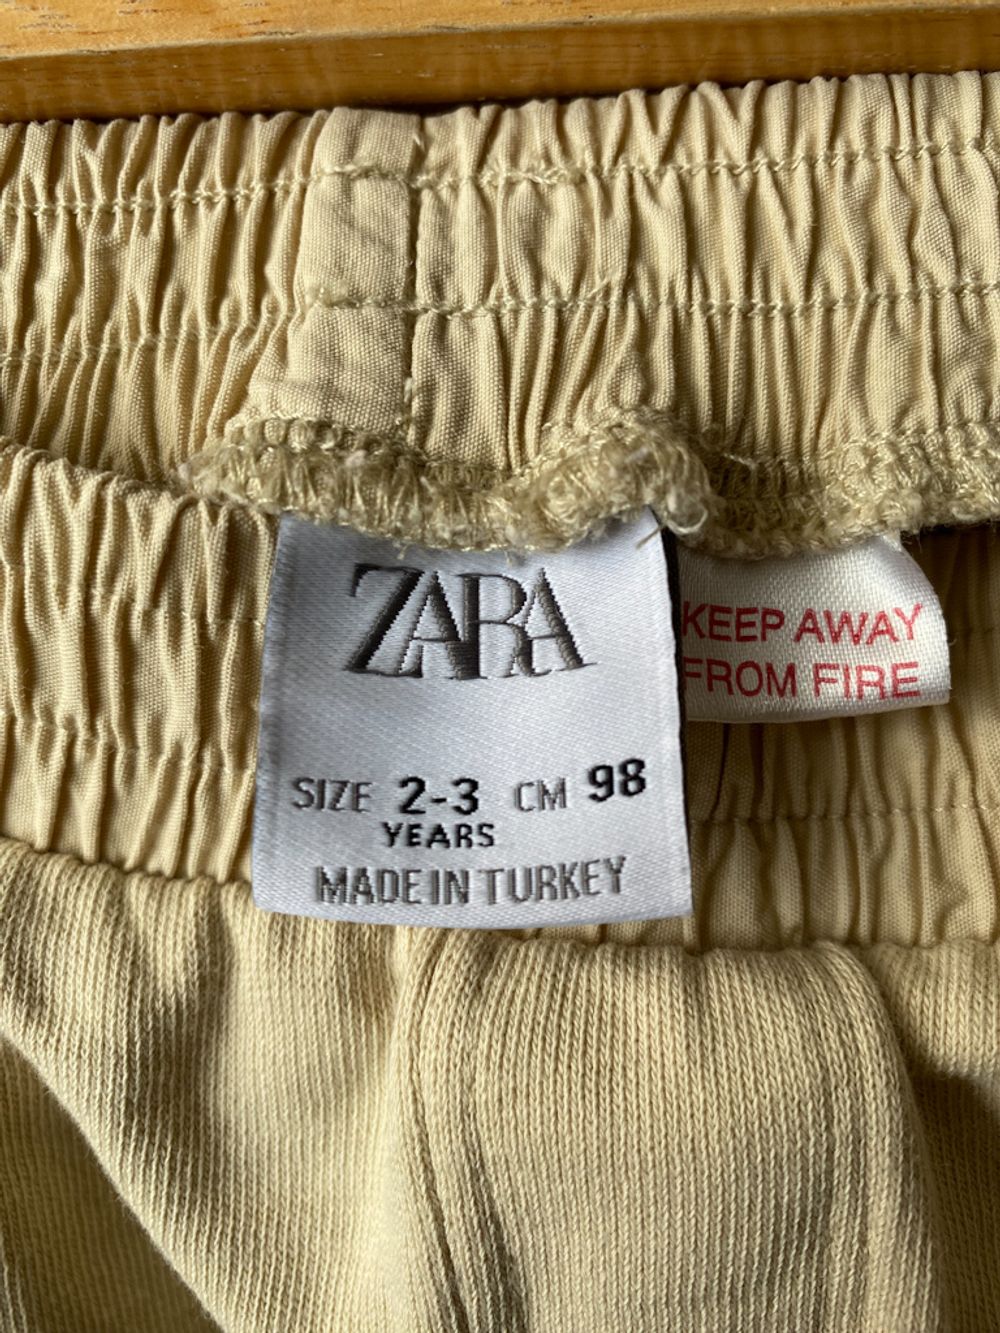 ZARA
SIZE 2-3 CM 98
YEARS
MADE IN TURKEY
KEEP AWAY
FROM FIRE